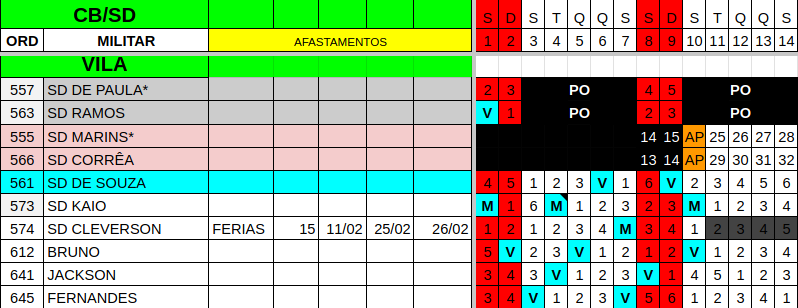 CB/SD S D S T Q Q S S D S T Q Q S
ORD MILITAR AFASTAMENTOS 1 2 3 4 5 6 7 8 9 10 11 12 13 14
VILA
557 SD DE PAULA* 2 3 PO 4 5 PO
563 SD RAMOS V 1 PO 2 3 PO
555 SD MARINS* 14 15 AP 25 26 27 28
566 SD CORRÊA 13 14 AP 29 30 31 32
561 SD DE SOUZA 4 5 1 2 3 V 1 6 V 2 3 4 5 6
573 SD KAIO M 1 6 M 1 2 3 2 3 M 1 2 3 4
574 SD CLEVERSON FERIAS 15 11/02 25/02 26/02 1 2 1 2 3 4 M 3 4 1 2 3 4 5
612 BRUNO 5 V 2 3 V 1 2 1 2 V 1 2 3 4
641 JACKSON 3 4 3 V 1 2 3 V 1 4 5 1 2 3
645 FERNANDES 3 4 V 1 2 3 V 5 6 1 2 3 4 1